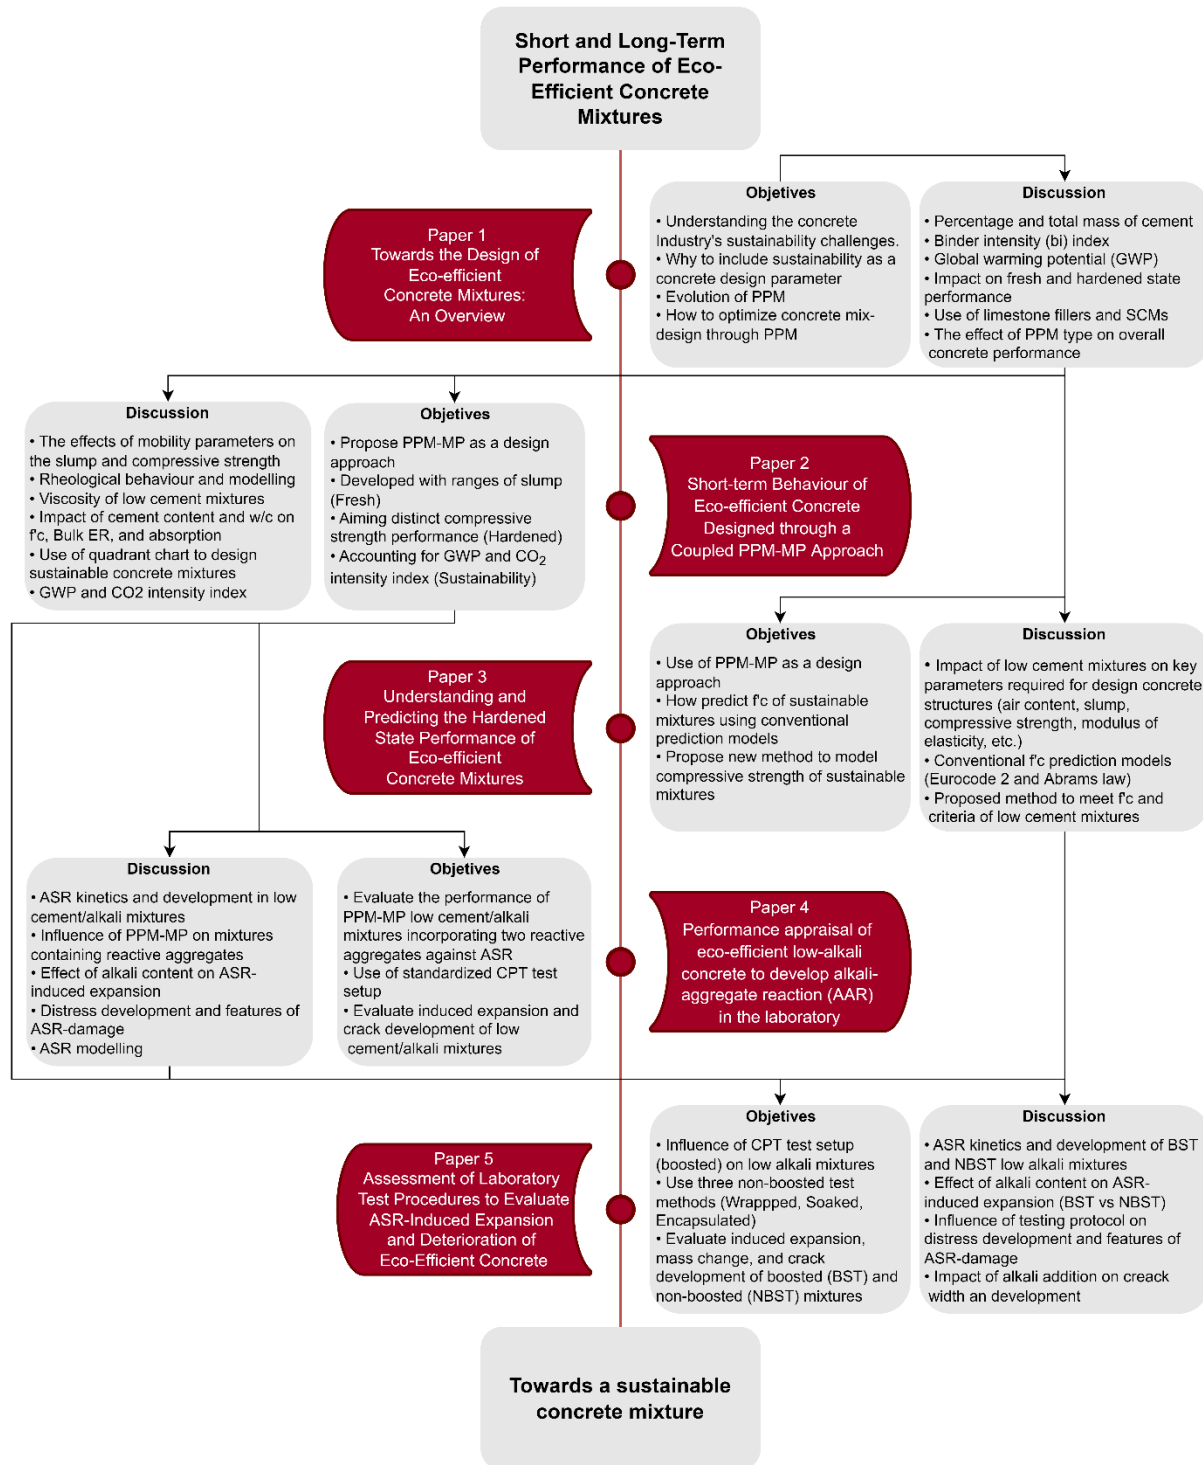 Short and Long-Term
Performance of Eco-
Efficient Concrete
Mixtures
Paper 1
Towards the Design of
Eco-efficient
Concrete Mixtures:
An Overview
Objetives
• Understanding the concrete
Industry's sustainability challenges.
• Why to include sustainability as a
concrete design parameter
• Evolution of PPM
• How to optimize concrete mix-
design through PPM
Discussion
• Percentage and total mass of cement
• Binder intensity (bi) index
• Global warming potential (GWP)
• Impact on fresh and hardened state
performance
• Use of limestone fillers and SCMs
• The effect of PPM type on overall
concrete performance
Discussion
• The effects of mobility parameters on
the slump and compressive strength
• Rheological behaviour and modelling
• Viscosity of low cement mixtures
• Impact of cement content and w/c on
f'c, Bulk ER, and absorption
• Use of quadrant chart to design
sustainable concrete mixtures
• GWP and CO2 intensity index
Objetives
• Propose PPM-MP as a design
approach
• Developed with ranges of slump
(Fresh)
• Aiming distinct compressive
strength performance (Hardened)
• Accounting for GWP and CO₂
intensity index (Sustainability)
Paper 2
Short-term Behaviour of
Eco-efficient Concrete
Designed through a
Coupled PPM-MP Approach
Paper 3
Understanding and
Predicting the Hardened
State Performance of
Eco-efficient
Concrete Mixtures
Objetives
• Use of PPM-MP as a design
approach
• How predict f'c of sustainable
mixtures using conventional
prediction models
• Propose new method to model
compressive strength of sustainable
mixtures
Discussion
• Impact of low cement mixtures on key
parameters required for design concrete
structures (air content, slump,
compressive strength, modulus of
elasticity, etc.)
• Conventional f'c prediction models
(Eurocode 2 and Abrams law)
• Proposed method to meet f'c and
criteria of low cement mixtures
Discussion
• ASR kinetics and development in low
cement/alkali mixtures
• Influence of PPM-MP on mixtures
containing reactive aggregates
• Effect of alkali content on ASR-
induced expansion
• Distress development and features of
ASR-damage
• ASR modelling
Objetives
• Evaluate the performance of
PPM-MP low cement/alkali
mixtures incorporating two reactive
aggregates against ASR
• Use of standardized CPT test
setup
• Evaluate induced expansion and
crack development of low
cement/alkali mixtures
Paper 4
Performance appraisal of
eco-efficient low-alkali
concrete to develop alkali-
aggregate reaction (AAR)
in the laboratory
Paper 5
Assessment of Laboratory
Test Procedures to Evaluate
ASR-Induced Expansion
and Deterioration of
Eco-Efficient Concrete
Objetives
• Influence of CPT test setup
(boosted) on low alkali mixtures
• Use three non-boosted test
methods (Wrappped, Soaked,
Encapsulated)
• Evaluate induced expansion,
mass change, and crack
development of boosted (BST) and
non-boosted (NBST) mixtures
Discussion
• ASR kinetics and development of BST
and NBST low alkali mixtures
• Effect of alkali content on ASR-
induced expansion (BST vs NBST)
• Influence of testing protocol on
distress development and features of
ASR-damage
• Impact of alkali addition on creack
width an development
Towards a sustainable
concrete mixture